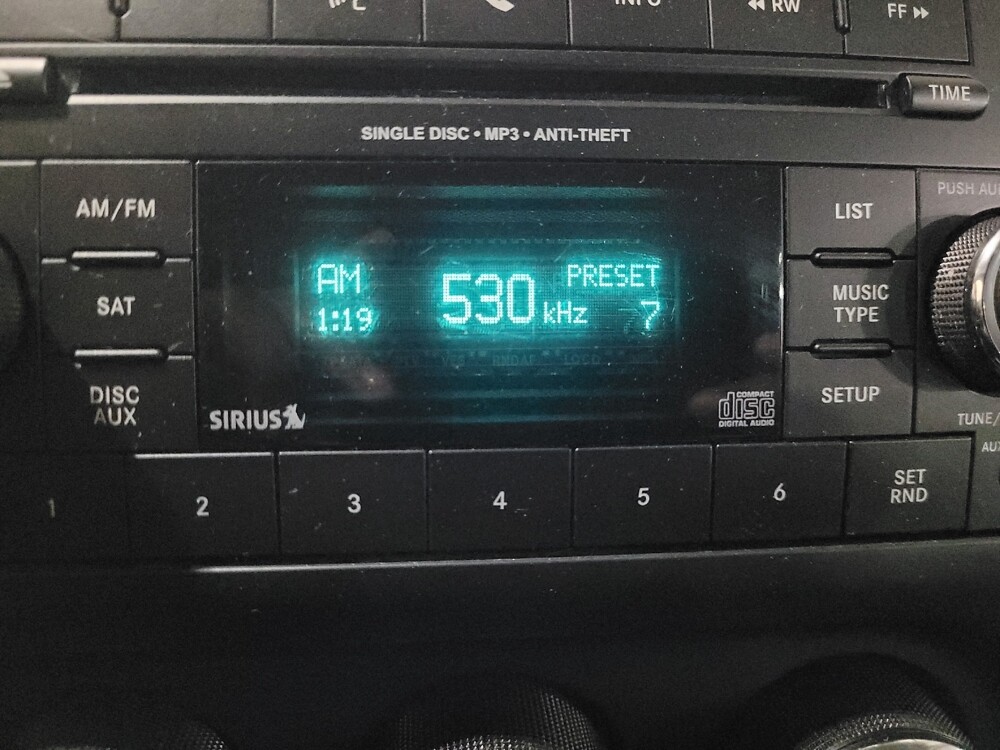 INFO
◀◀ RW
FF ▶▶
TIME
SINGLE DISC • MP3 • ANTI-THEFT
AM/FM
SAT
DISC
AUX
AM
1:19
530 kHz
PRESET
7
SIRIUS
COMPACT
disc
DIGITAL AUDIO
LIST
MUSIC
TYPE
SETUP
PUSH
TUNE/
1
2
3
4
5
6
SET
RND